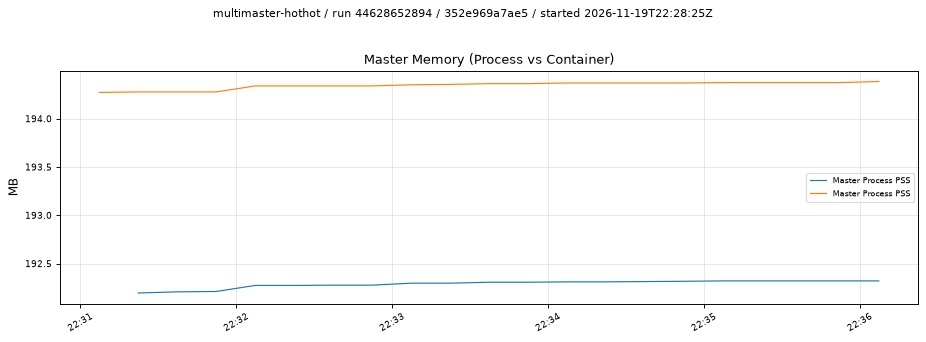 multimaster-hothot / run 44628652894 / 352e969a7ae5 / started 2026-11-19T22:28:25Z
Master Memory (Process vs Container)
MB
194.0
193.5
193.0
192.5
Master Process PSS
Master Process PSS
22:31
22:32
22:33
22:34
22:35
22:36